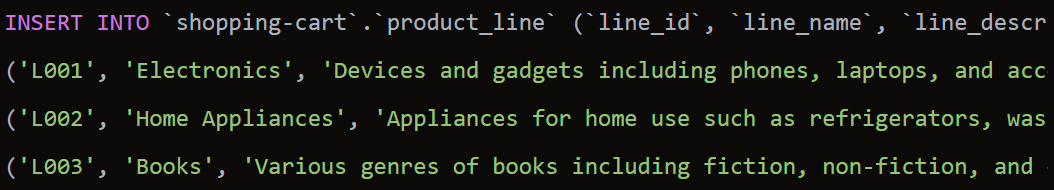 INSERT INTO `shopping-cart`.`product_line` (`line_id`, `line_name`, `line_descr
('L001', 'Electronics', 'Devices and gadgets including phones, laptops, and acc
('L002', 'Home Appliances', 'Appliances for home use such as refrigerators, was
('L003', 'Books', 'Various genres of books including fiction, non-fiction, and